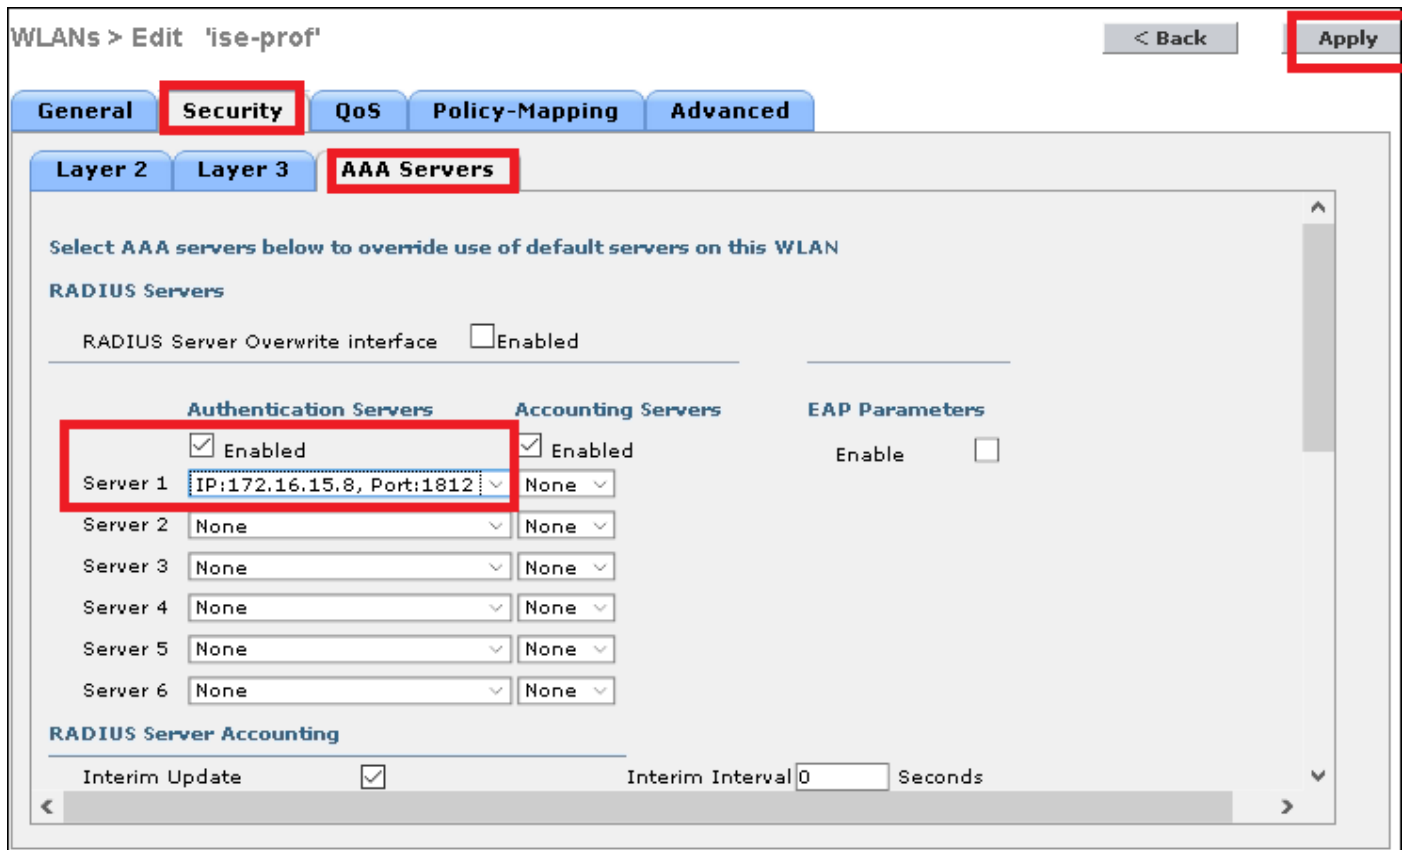 WLANs > Edit 'ise-prof'
< Back
Apply
General Security QoS Policy-Mapping Advanced
Layer 2 Layer 3 AAA Servers
Select AAA servers below to override use of default servers on this WLAN
RADIUS Servers
RADIUS Server Overwrite interface Enabled
Authentication Servers Accounting Servers EAP Parameters
Enabled Enabled Enable
Server 1 IP:172.16.15.8, Port:1812 None
Server 2 None None
Server 3 None None
Server 4 None None
Server 5 None None
Server 6 None None
RADIUS Server Accounting
Interim Update Interim Interval 0 Seconds